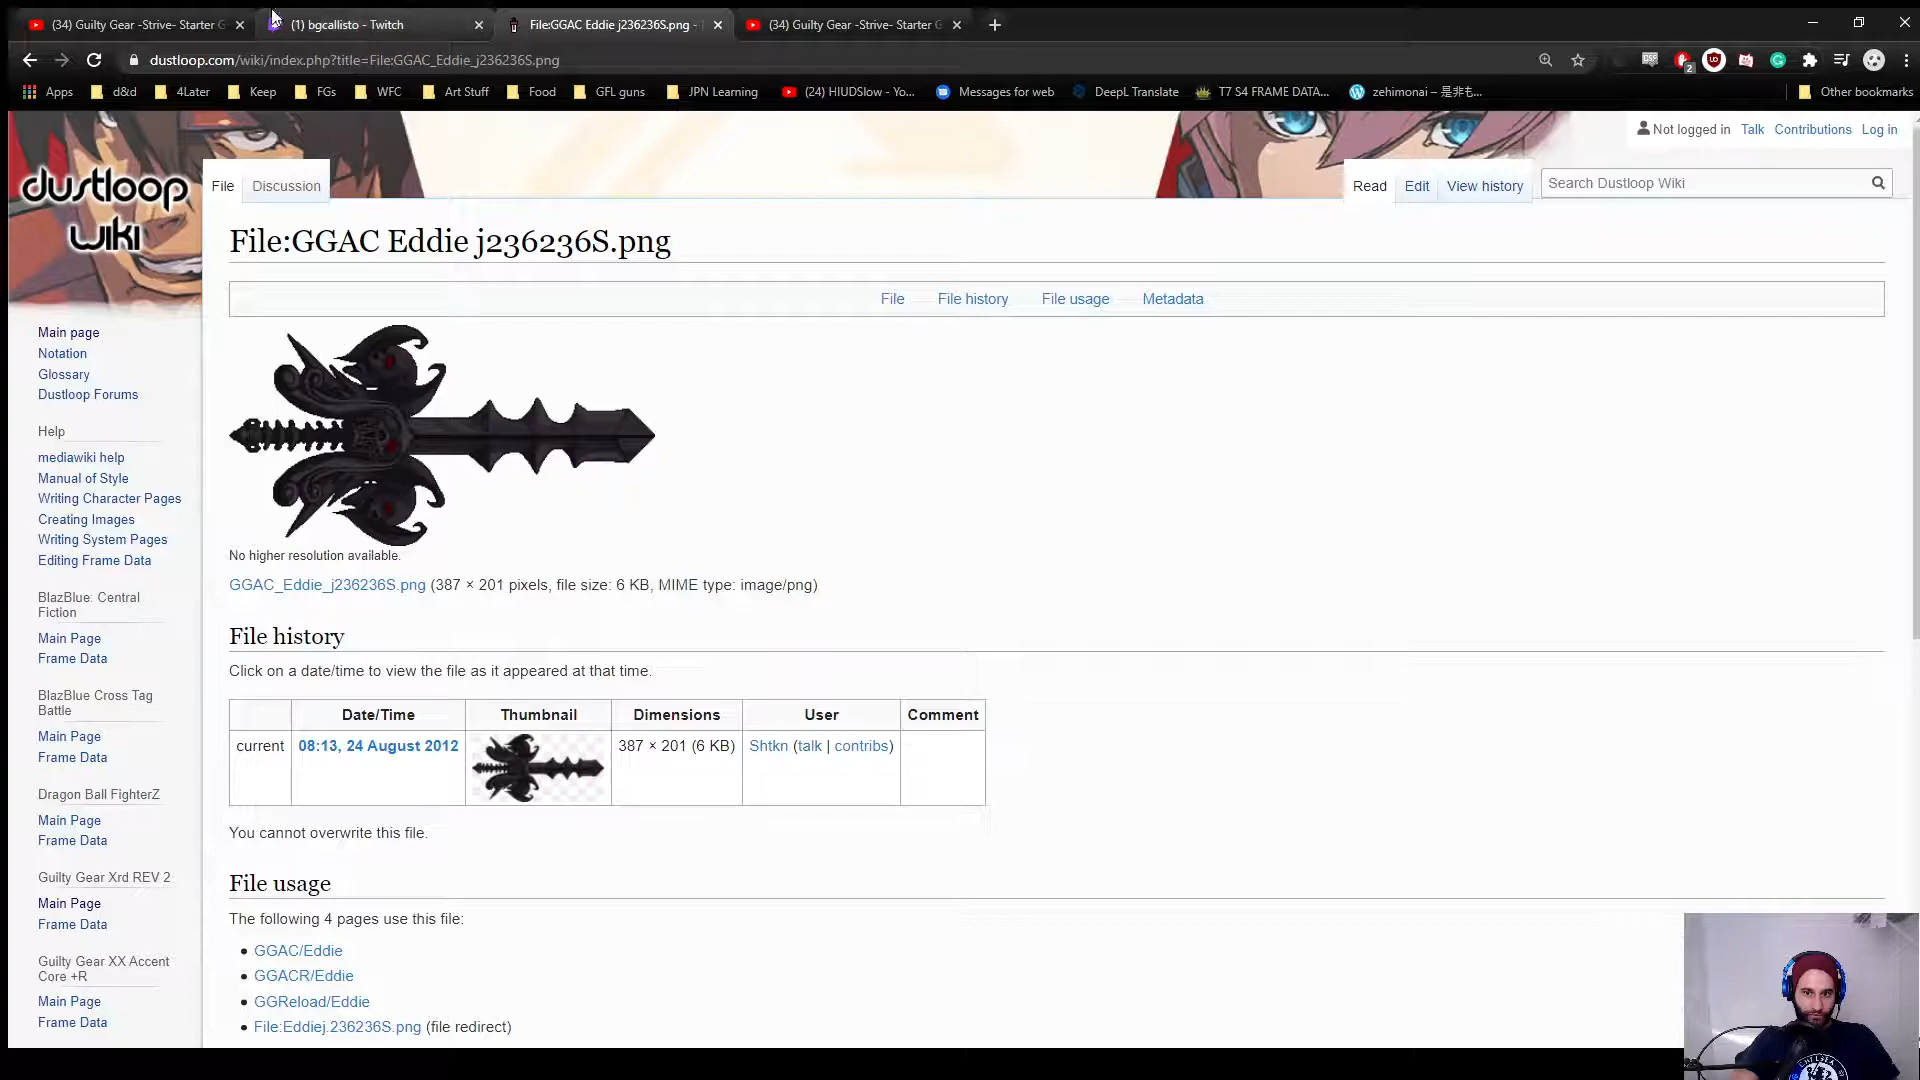 (34) Guilty Gear -Strive- Starter G
(1) bgcallisto - Twitch
File:GGAC Eddie j236236S.png -
(34) Guilty Gear -Strive- Starter G
dustloop.com/wiki/index.php?title=File:GGAC_Eddie_j236236S.png
2
Apps
d&d
4Later
Keep
FGs
WFC
Art Stuff
Food
GFL guns
JPN Learning
(24) HIUDSlow - Yo...
Messages for web
DeepL Translate
T7 S4 FRAME DATA...
zehimonai – 是非も...
Other bookmarks
Not logged in
Talk
Contributions
Log in
dustloop
wiki
File
Discussion
Read
Edit
View history
Search Dustloop Wiki
File:GGAC Eddie j236236S.png
File
File history
File usage
Metadata
No higher resolution available.
GGAC_Eddie_j236236S.png (387 × 201 pixels, file size: 6 KB, MIME type: image/png)
File history
Click on a date/time to view the file as it appeared at that time.
Date/Time
Thumbnail
Dimensions
User
Comment
current
08:13, 24 August 2012
387 × 201 (6 KB)
Shtkn (talk | contribs)
You cannot overwrite this file.
File usage
The following 4 pages use this file:
GGAC/Eddie
GGACR/Eddie
GGReload/Eddie
File:Eddiej.236236S.png (file redirect)
Main page
Notation
Glossary
Dustloop Forums
Help
mediawiki help
Manual of Style
Writing Character Pages
Creating Images
Writing System Pages
Editing Frame Data
BlazBlue: Central
Fiction
Main Page
Frame Data
BlazBlue Cross Tag
Battle
Main Page
Frame Data
Dragon Ball FighterZ
Main Page
Frame Data
Guilty Gear Xrd REV 2
Main Page
Frame Data
Guilty Gear XX Accent
Core +R
Main Page
Frame Data
CHELSEA